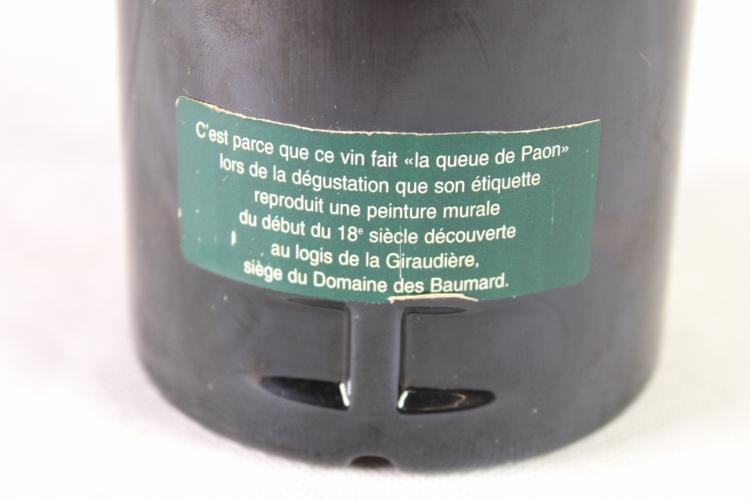 C'est parce que ce vin fait «la queue de Paon»
lors de la dégustation que son étiquette
reproduit une peinture murale
du début du 18e siècle découverte
au logis de la Giraudière,
siège du Domaine des Baumard.